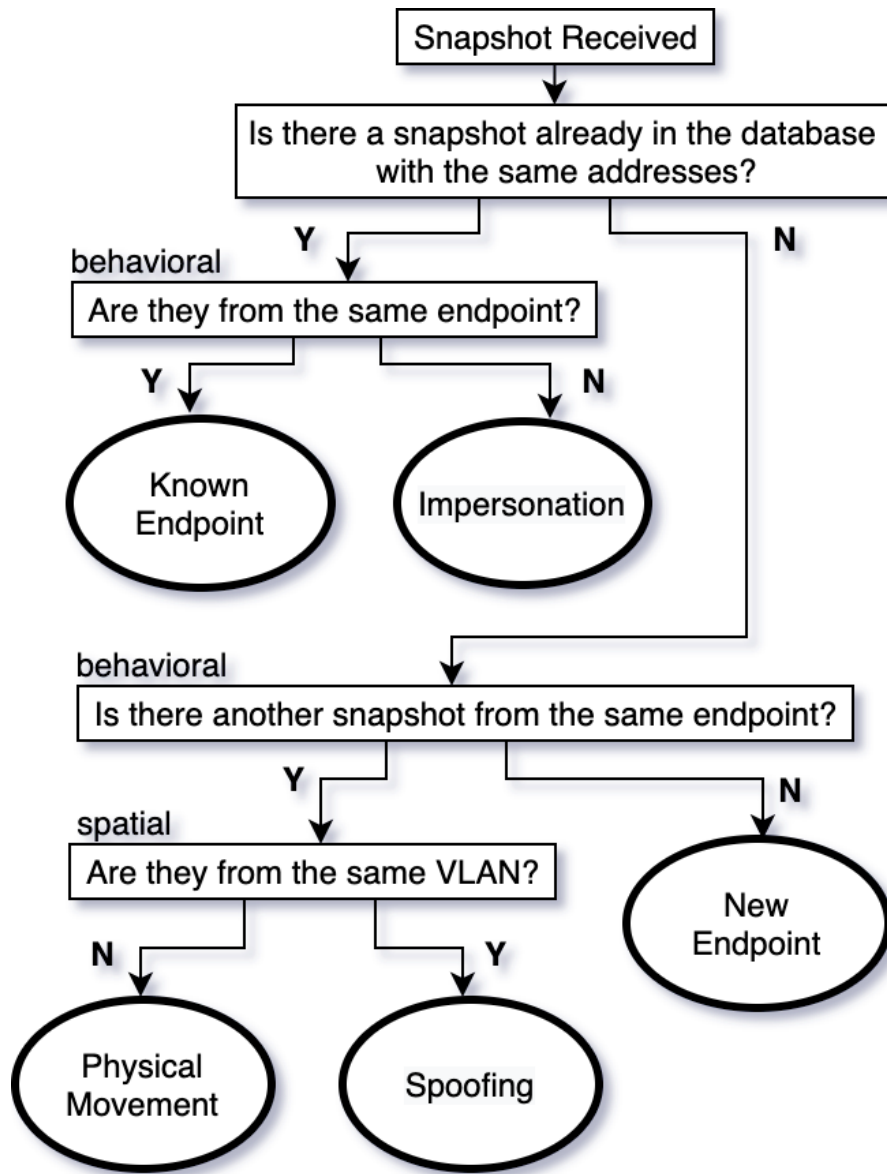 Snapshot Received
Is there a snapshot already in the database
with the same addresses?
Y
N
behavioral
Are they from the same endpoint?
Y
N
Known
Endpoint
Impersonation
behavioral
Is there another snapshot from the same endpoint?
Y
N
spatial
Are they from the same VLAN?
New
Endpoint
N
Y
Physical
Movement
Spoofing